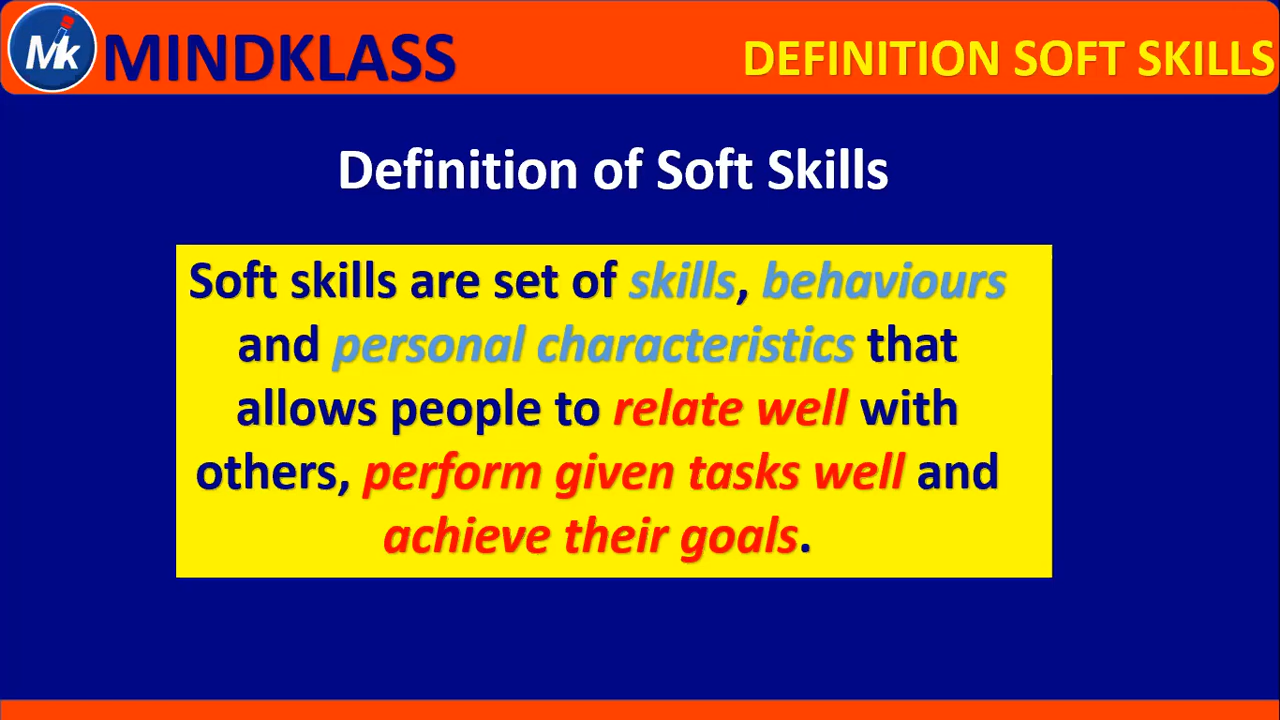 Mk MINDKLASS
DEFINITION SOFT SKILLS
Definition of Soft Skills
Soft skills are set of skills, behaviours
and personal characteristics that
allows people to relate well with
others, perform given tasks well and
achieve their goals.